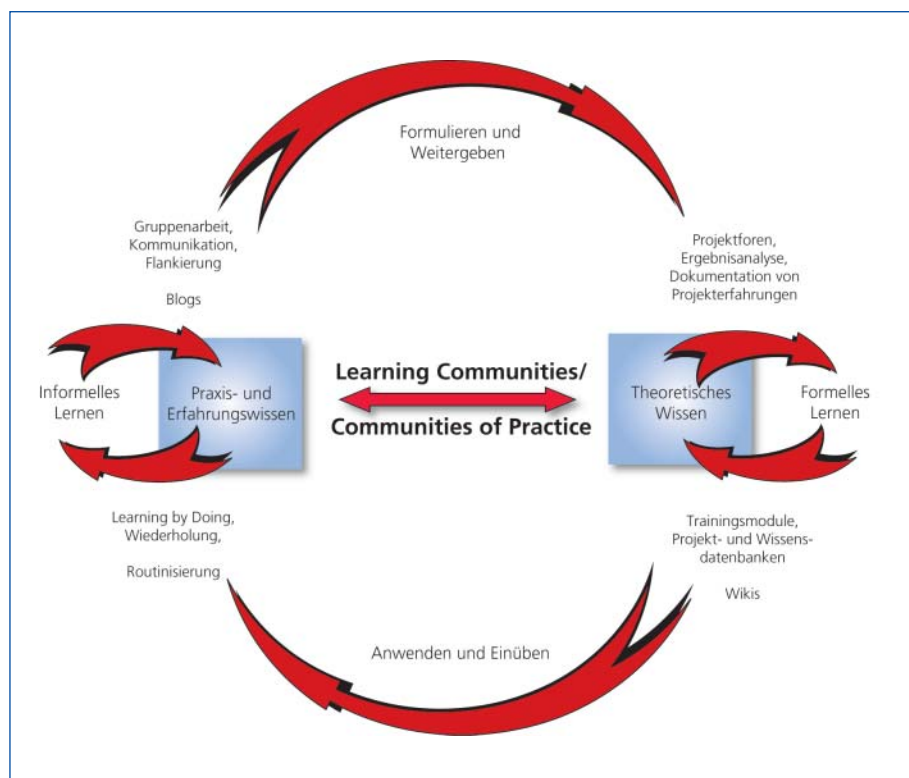 Formulieren und
Weitergeben
Gruppenarbeit,
Kommunikation,
Flankierung
Blogs
Projektforen,
Ergebnisanalyse,
Dokumentation von
Projekterfahrungen
Informelles
Lernen
Praxis- und
Erfahrungswissen
Learning Communities/
Communities of Practice
Theoretisches
Wissen
Formelles
Lernen
Learning by Doing,
Wiederholung,
Routinisierung
Trainingsmodule,
Projekt- und Wissens-
datenbanken
Wikis
Anwenden und Einüben